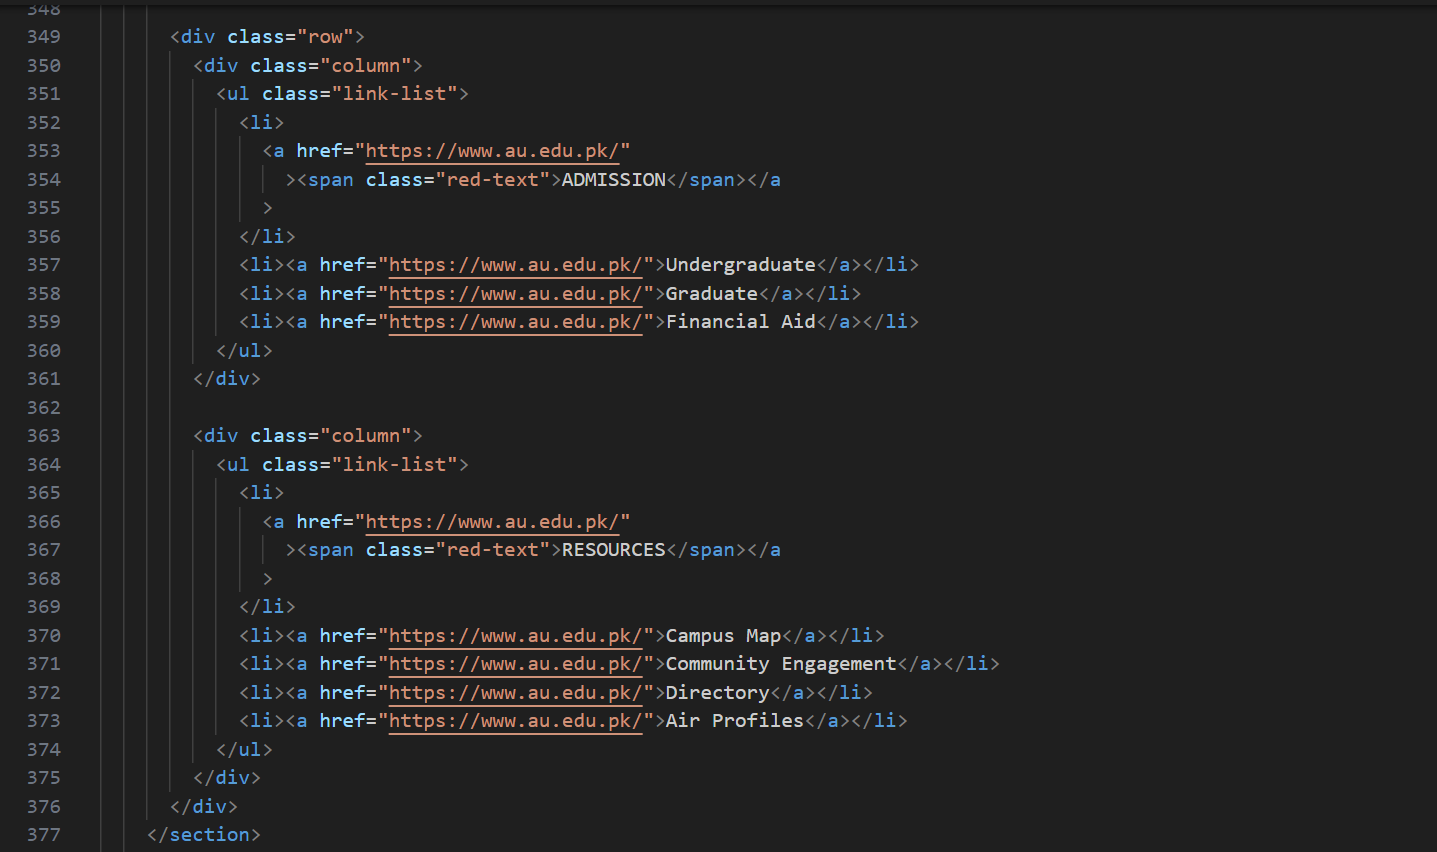 348
349 <div class="row">
350 <div class="column">
351 <ul class="link-list">
352 <li>
353 <a href="https://www.au.edu.pk/"
354 ><span class="red-text">ADMISSION</span></a
355 >
356 </li>
357 <li><a href="https://www.au.edu.pk/">Undergraduate</a></li>
358 <li><a href="https://www.au.edu.pk/">Graduate</a></li>
359 <li><a href="https://www.au.edu.pk/">Financial Aid</a></li>
360 </ul>
361 </div>
362
363 <div class="column">
364 <ul class="link-list">
365 <li>
366 <a href="https://www.au.edu.pk/"
367 ><span class="red-text">RESOURCES</span></a
368 >
369 </li>
370 <li><a href="https://www.au.edu.pk/">Campus Map</a></li>
371 <li><a href="https://www.au.edu.pk/">Community Engagement</a></li>
372 <li><a href="https://www.au.edu.pk/">Directory</a></li>
373 <li><a href="https://www.au.edu.pk/">Air Profiles</a></li>
374 </ul>
375 </div>
376 </div>
377 </section>